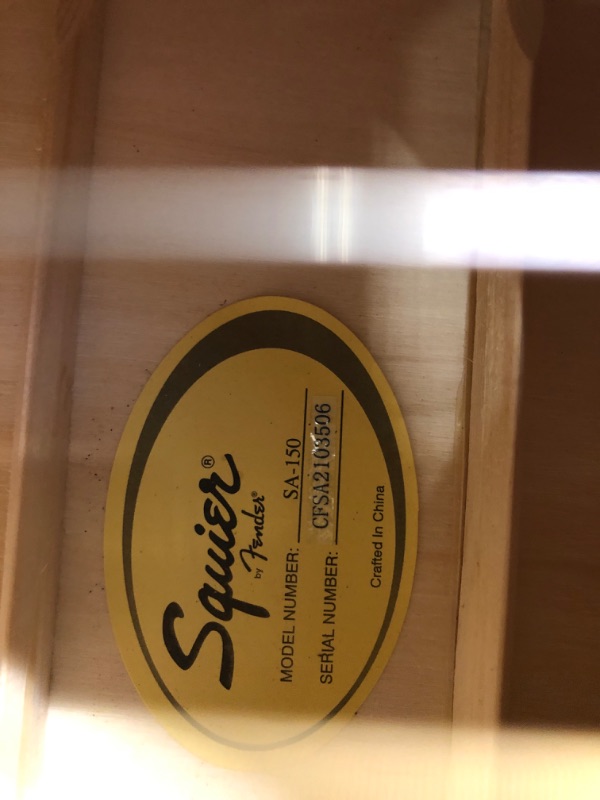 Squier®
by Fender®
MODEL NUMBER: SA-150
SERIAL NUMBER: CFSA2103506
Crafted In China